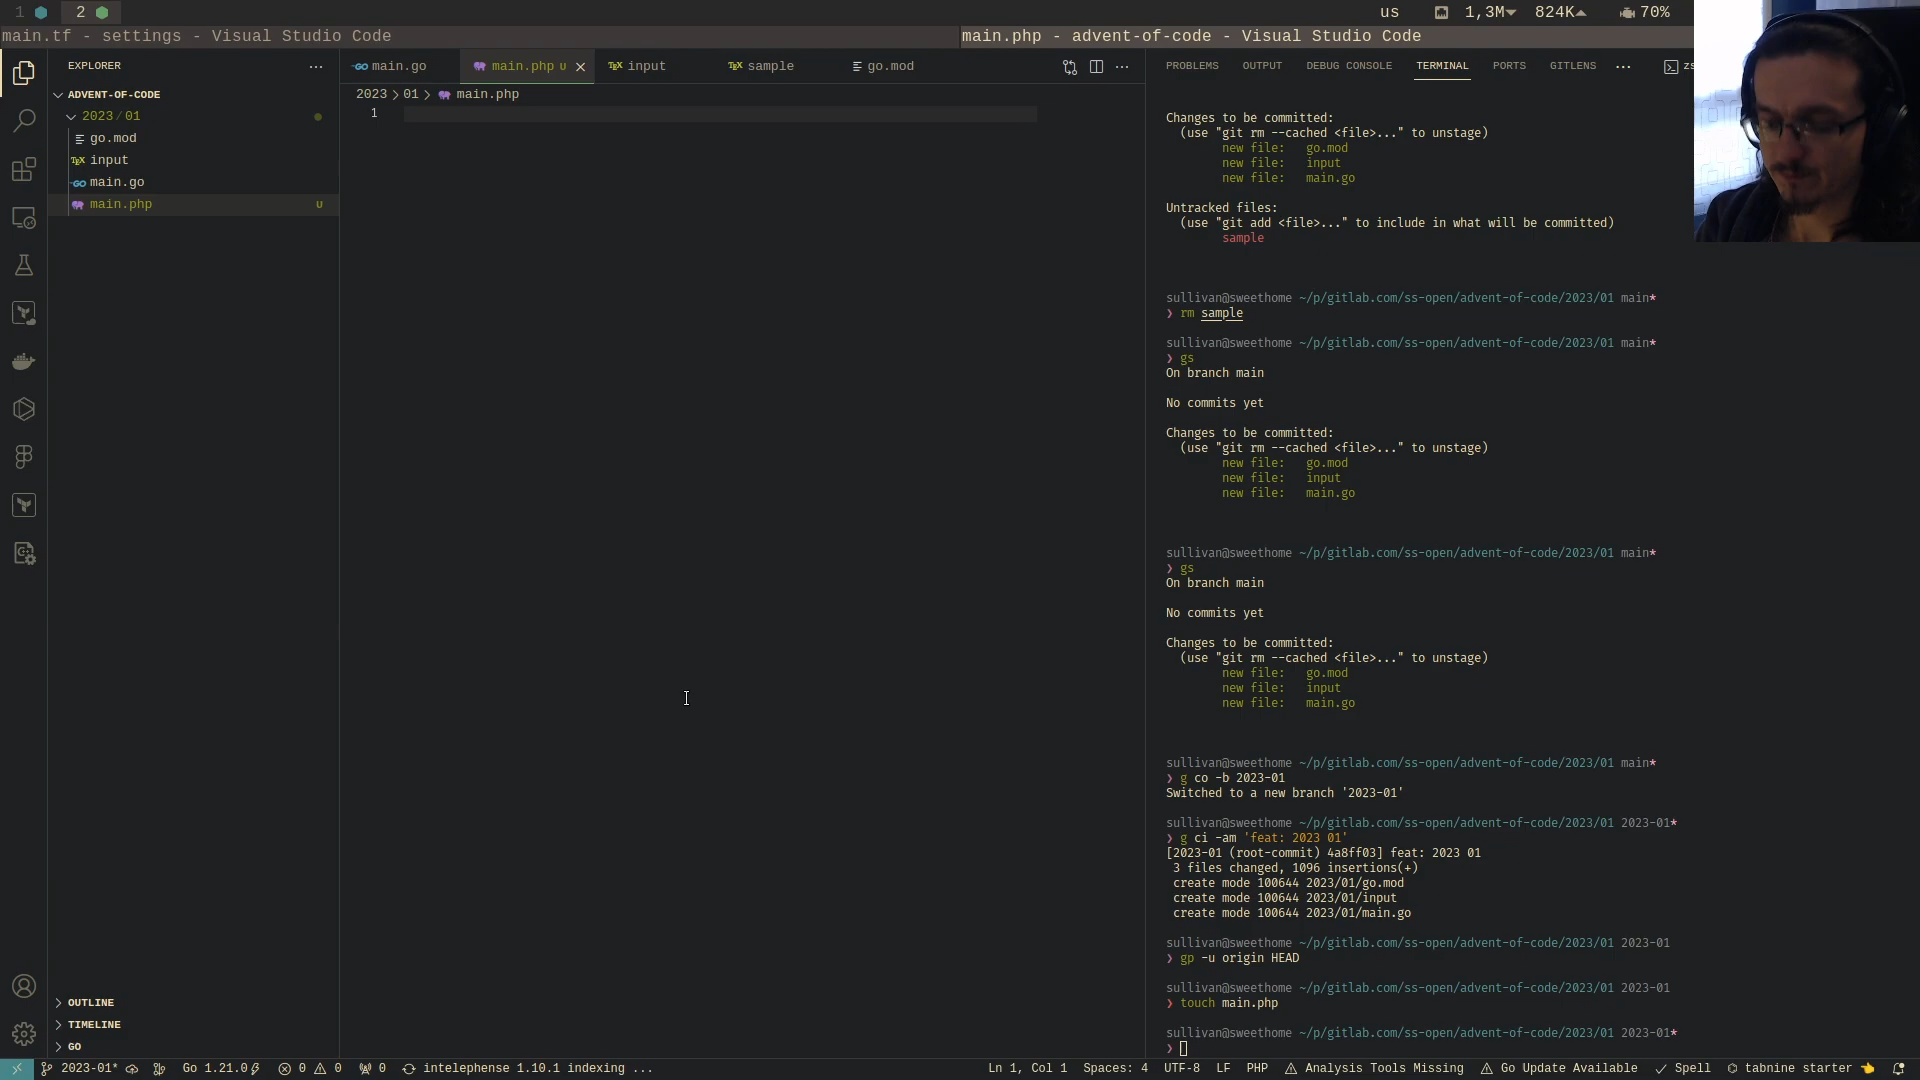 1 2 us 1,3M 824K 70%
main.tf - settings - Visual Studio Code
main.php - advent-of-code - Visual Studio Code
EXPLORER
ADVENT-OF-CODE
2023 / 01
go.mod
input
main.go
main.php U
OUTLINE
TIMELINE
GO
main.go main.php U input sample go.mod
2023 > 01 > main.php
1
PROBLEMS OUTPUT DEBUG CONSOLE TERMINAL PORTS GITLENS
Changes to be committed:
(use "git rm --cached <file>..." to unstage)
new file: go.mod
new file: input
new file: main.go
Untracked files:
(use "git add <file>..." to include in what will be committed)
sample
sullivan@sweethome ~/p/gitlab.com/ss-open/advent-of-code/2023/01 main*
❯ rm sample
sullivan@sweethome ~/p/gitlab.com/ss-open/advent-of-code/2023/01 main*
❯ gs
On branch main
No commits yet
Changes to be committed:
(use "git rm --cached <file>..." to unstage)
new file: go.mod
new file: input
new file: main.go
sullivan@sweethome ~/p/gitlab.com/ss-open/advent-of-code/2023/01 main*
❯ gs
On branch main
No commits yet
Changes to be committed:
(use "git rm --cached <file>..." to unstage)
new file: go.mod
new file: input
new file: main.go
sullivan@sweethome ~/p/gitlab.com/ss-open/advent-of-code/2023/01 main*
❯ g co -b 2023-01
Switched to a new branch '2023-01'
sullivan@sweethome ~/p/gitlab.com/ss-open/advent-of-code/2023/01 2023-01*
❯ g ci -am 'feat: 2023 01'
[2023-01 (root-commit) 4a8ff03] feat: 2023 01
3 files changed, 1096 insertions(+)
create mode 100644 2023/01/go.mod
create mode 100644 2023/01/input
create mode 100644 2023/01/main.go
sullivan@sweethome ~/p/gitlab.com/ss-open/advent-of-code/2023/01 2023-01
❯ gp -u origin HEAD
sullivan@sweethome ~/p/gitlab.com/ss-open/advent-of-code/2023/01 2023-01
❯ touch main.php
sullivan@sweethome ~/p/gitlab.com/ss-open/advent-of-code/2023/01 2023-01*
❯
2023-01* Go 1.21.0 0 0 0 intelephense 1.10.1 indexing ... Ln 1, Col 1 Spaces: 4 UTF-8 LF PHP Analysis Tools Missing Go Update Available Spell tabnine starter